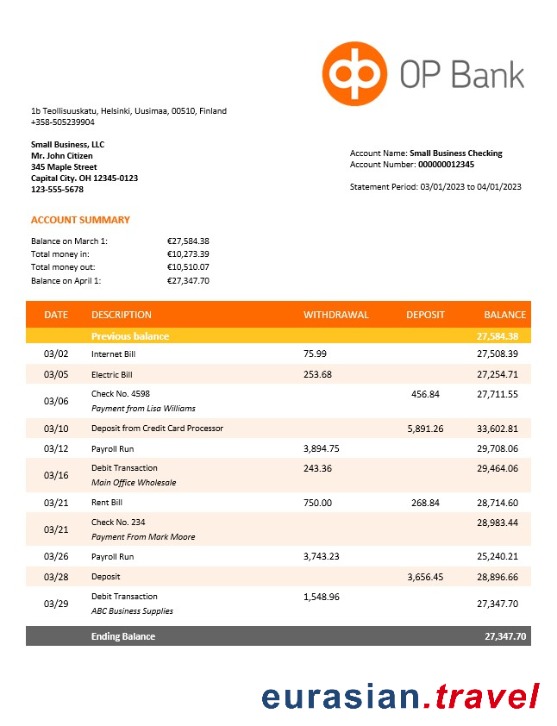 OP Bank
1b Teollisuuskatu, Helsinki, Uusimaa, 00510, Finland
+358-505239904
Small Business, LLC
Mr. John Citizen
345 Maple Street
Capital City. OH 12345-0123
123-555-5678
Account Name: Small Business Checking
Account Number: 000000012345
Statement Period: 03/01/2023 to 04/01/2023
ACCOUNT SUMMARY
Balance on March 1: €27,584.38
Total money in: €10,273.39
Total money out: €10,510.07
Balance on April 1: €27,347.70
DATE DESCRIPTION WITHDRAWAL DEPOSIT BALANCE
Previous balance 27,584.38
03/02 Internet Bill 75.99 27,508.39
03/05 Electric Bill 253.68 27,254.71
03/06 Check No. 4598 456.84 27,711.55
Payment from Lisa Williams
03/10 Deposit from Credit Card Processor 5,891.26 33,602.81
03/12 Payroll Run 3,894.75 29,708.06
03/16 Debit Transaction 243.36 29,464.06
Main Office Wholesale
03/21 Rent Bill 750.00 268.84 28,714.60
03/21 Check No. 234 28,983.44
Payment From Mark Moore
03/26 Payroll Run 3,743.23 25,240.21
03/28 Deposit 3,656.45 28,896.66
03/29 Debit Transaction 1,548.96 27,347.70
ABC Business Supplies
Ending Balance 27,347.70
eurasian.travel